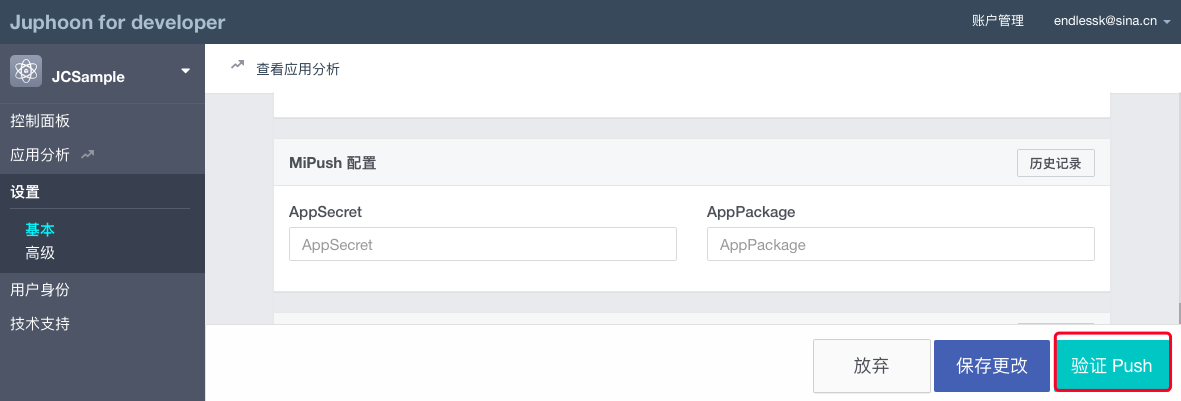 Juphoon for developer
账户管理
endlessk@sina.cn
JCSample
查看应用分析
控制面板
应用分析
设置
基本
高级
用户身份
技术支持
MiPush 配置
历史记录
AppSecret
AppPackage
AppSecret
AppPackage
放弃
保存更改
验证 Push